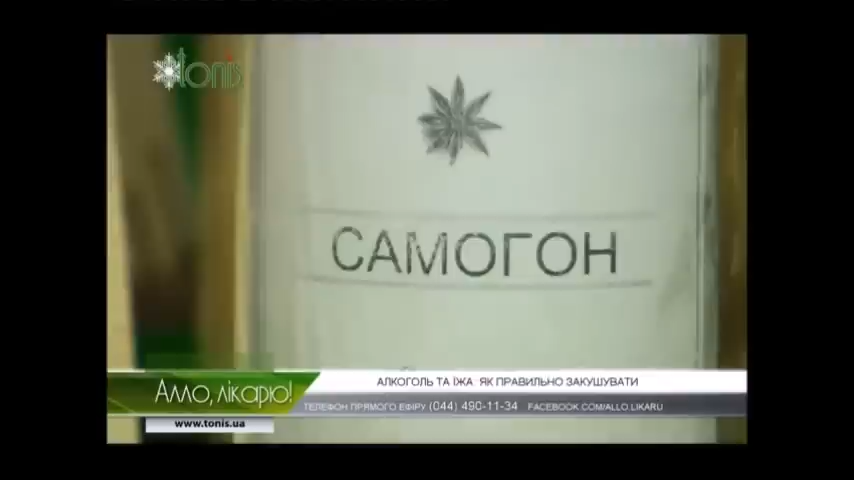 tonis
САМОГОН
АЛКОГОЛЬ ТА ЇЖА: ЯК ПРАВИЛЬНО ЗАКУШУВАТИ
Алло, лікарю!
ТЕЛЕФОН ПРЯМОГО ЕФІРУ (044) 490-11-34 FACEBOOK.COM/ALLO.LIKARU
www.tonis.ua